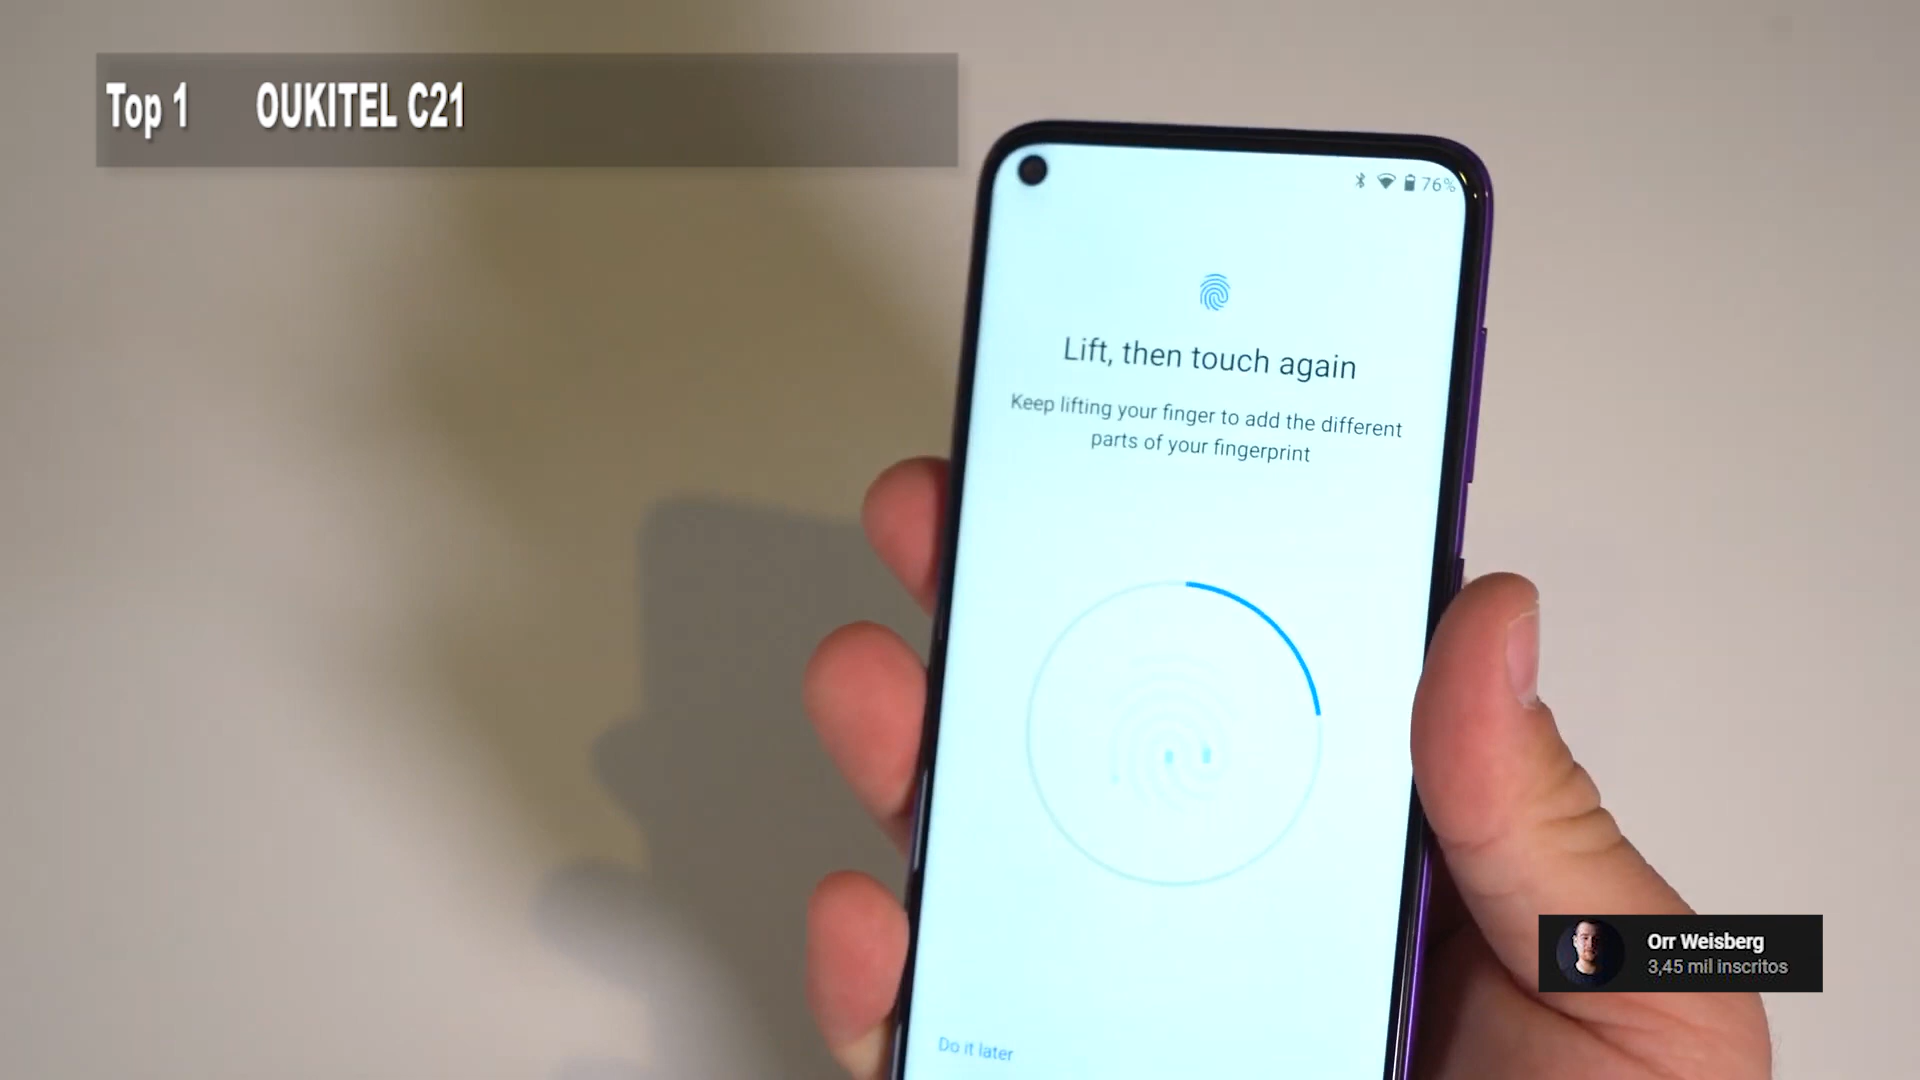 Top 1 OUKITEL C21
76%
Lift, then touch again
Keep lifting your finger to add the different
parts of your fingerprint
Do it later
Orr Weisberg
3,45 mil inscritos